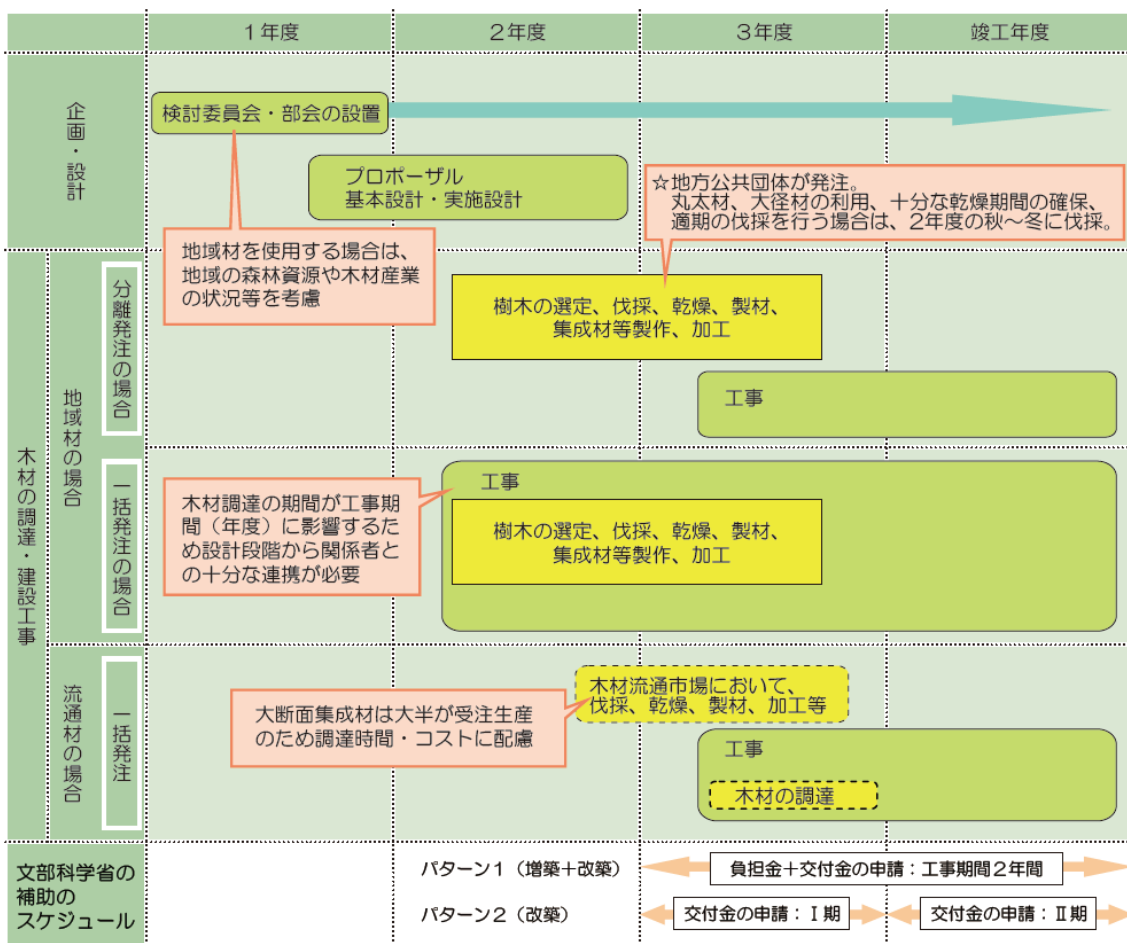 1年度
2年度
3年度
竣工年度
企画・設計
検討委員会・部会の設置
プロポーザル
基本設計・実施設計
☆地方公共団体が発注。
丸太材、大径材の利用、十分な乾燥期間の確保、
適期の伐採を行う場合は、2年度の秋～冬に伐採。
地域材を使用する場合は、
地域の森林資源や木材産業
の状況等を考慮
木材の調達・建設工事
地域材の場合
分離発注の場合
樹木の選定、伐採、乾燥、製材、
集成材等製作、加工
工事
一括発注の場合
木材調達の期間が工事期
間（年度）に影響するた
め設計段階から関係者と
の十分な連携が必要
工事
樹木の選定、伐採、乾燥、製材、
集成材等製作、加工
流通材の場合
一括発注
大断面集成材は大半が受注生産
のため調達時間・コストに配慮
木材流通市場において、
伐採、乾燥、製材、加工等
工事
木材の調達
文部科学省の
補助の
スケジュール
パターン1（増築＋改築）
負担金＋交付金の申請：工事期間2年間
パターン2（改築）
交付金の申請：Ⅰ期
交付金の申請：Ⅱ期